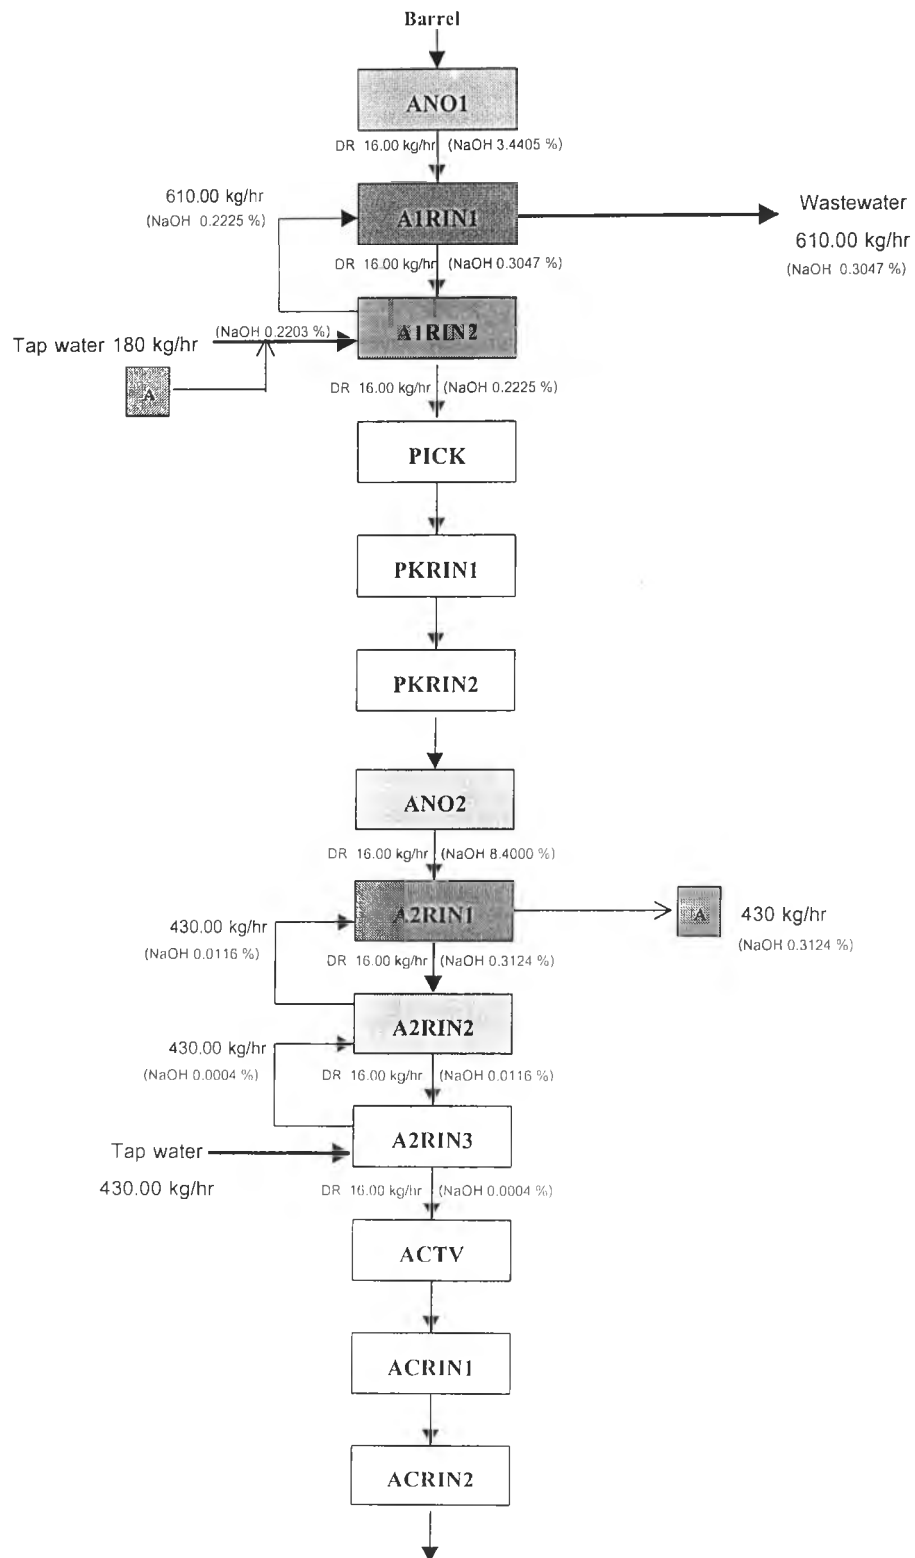 Barrel
ANO1
DR 16.00 kg/hr (NaOH 3.4405 %)
610.00 kg/hr
(NaOH 0.2225 %)
A1RIN1
Wastewater
610.00 kg/hr
(NaOH 0.3047 %)
DR 16.00 kg/hr (NaOH 0.3047 %)
(NaOH 0.2203 %)
A1RIN2
Tap water 180 kg/hr
A
DR 16.00 kg/hr (NaOH 0.2225 %)
PICK
PKRIN1
PKRIN2
ANO2
DR 16.00 kg/hr (NaOH 8.4000 %)
A2RIN1
A 430 kg/hr
(NaOH 0.3124 %)
430.00 kg/hr
(NaOH 0.0116 %)
DR 16.00 kg/hr (NaOH 0.3124 %)
A2RIN2
430.00 kg/hr
(NaOH 0.0004 %)
DR 16.00 kg/hr (NaOH 0.0116 %)
A2RIN3
Tap water
430.00 kg/hr
DR 16.00 kg/hr (NaOH 0.0004 %)
ACTV
ACRIN1
ACRIN2